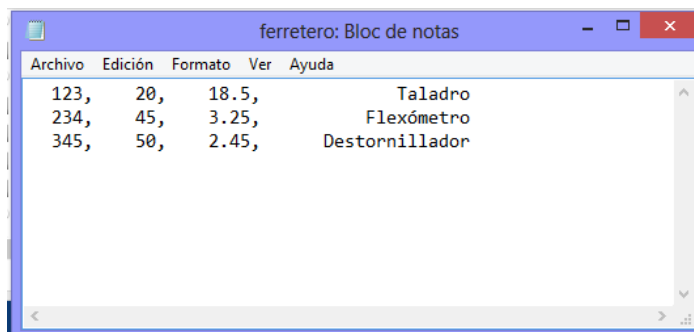 ferretero: Bloc de notas
Archivo Edición Formato Ver Ayuda
123, 20, 18.5, Taladro
234, 45, 3.25, Flexómetro
345, 50, 2.45, Destornillador